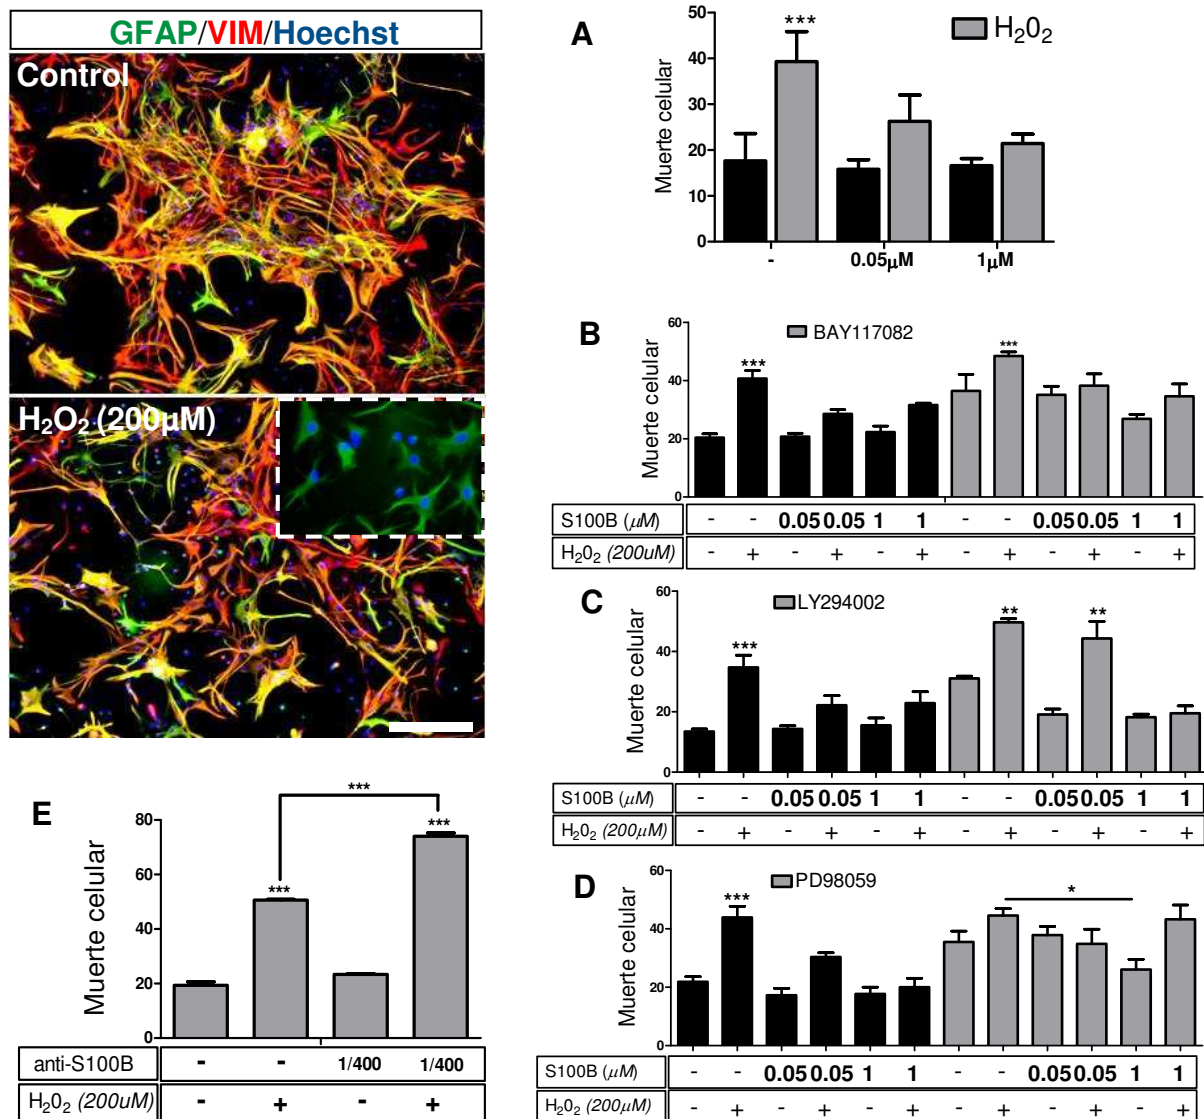 GFAP/VIM/Hoechst
Control
H₂O₂ (200µM)
A
H₂0₂
Muerte celular
50
40
30
20
10
0
***
- 0.05µM 1µM
B
BAY117082
Muerte celular
60
40
20
0
*** ***
S100B (µM) - - 0.05 0.05 1 1 - - 0.05 0.05 1 1
H₂0₂ (200uM) - + - + - + - + - + - +
C
LY294002
Muerte celular
60
40
20
0
*** ** **
S100B (µM) - - 0.05 0.05 1 1 - - 0.05 0.05 1 1
H₂0₂ (200µM) - + - + - + - + - + - +
D
PD98059
Muerte celular
60
40
20
0
*** *
S100B (µM) - - 0.05 0.05 1 1 - - 0.05 0.05 1 1
H₂0₂ (200µM) - + - + - + - + - + - +
E
Muerte celular
80
60
40
20
0
***
*** ***
anti-S100B - - 1/400 1/400
H₂0₂ (200uM) - + - +